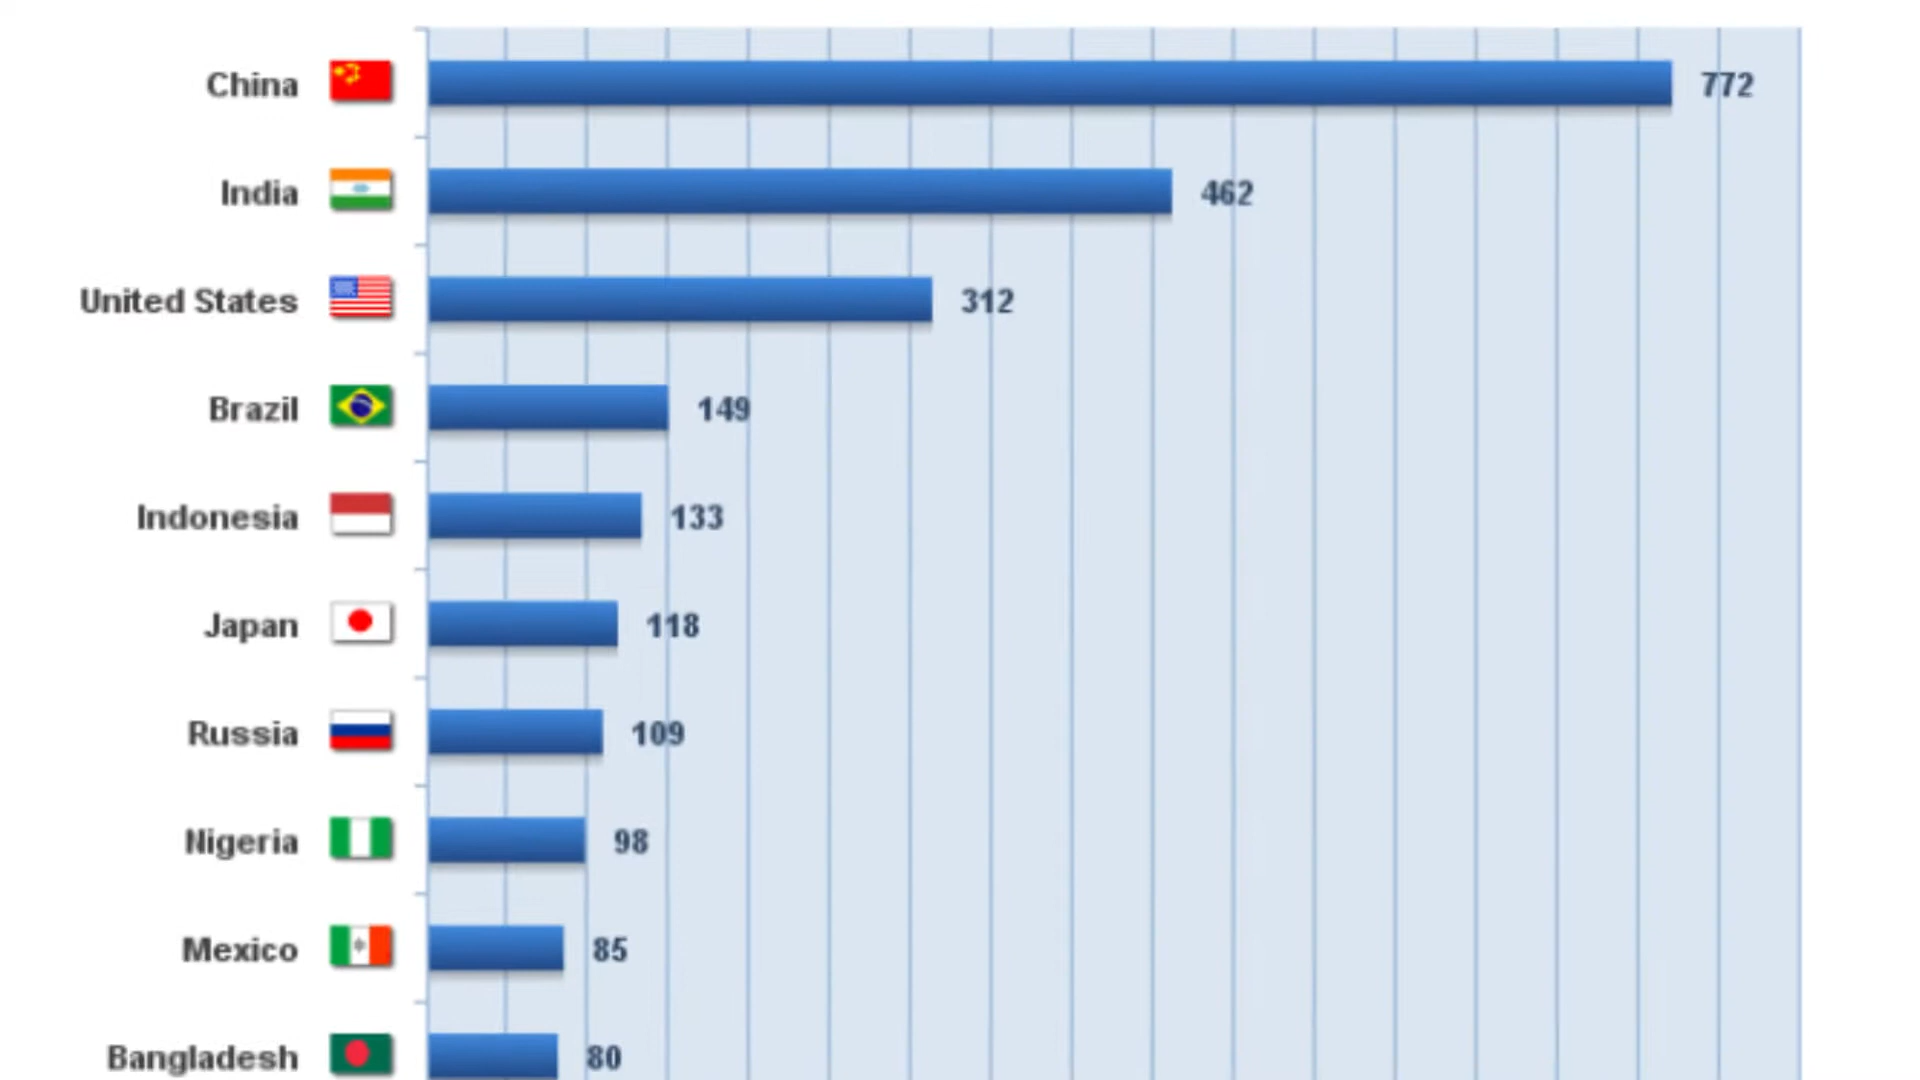 China 772
India 462
United States 312
Brazil 149
Indonesia 133
Japan 118
Russia 109
Nigeria 98
Mexico 85
Bangladesh 80